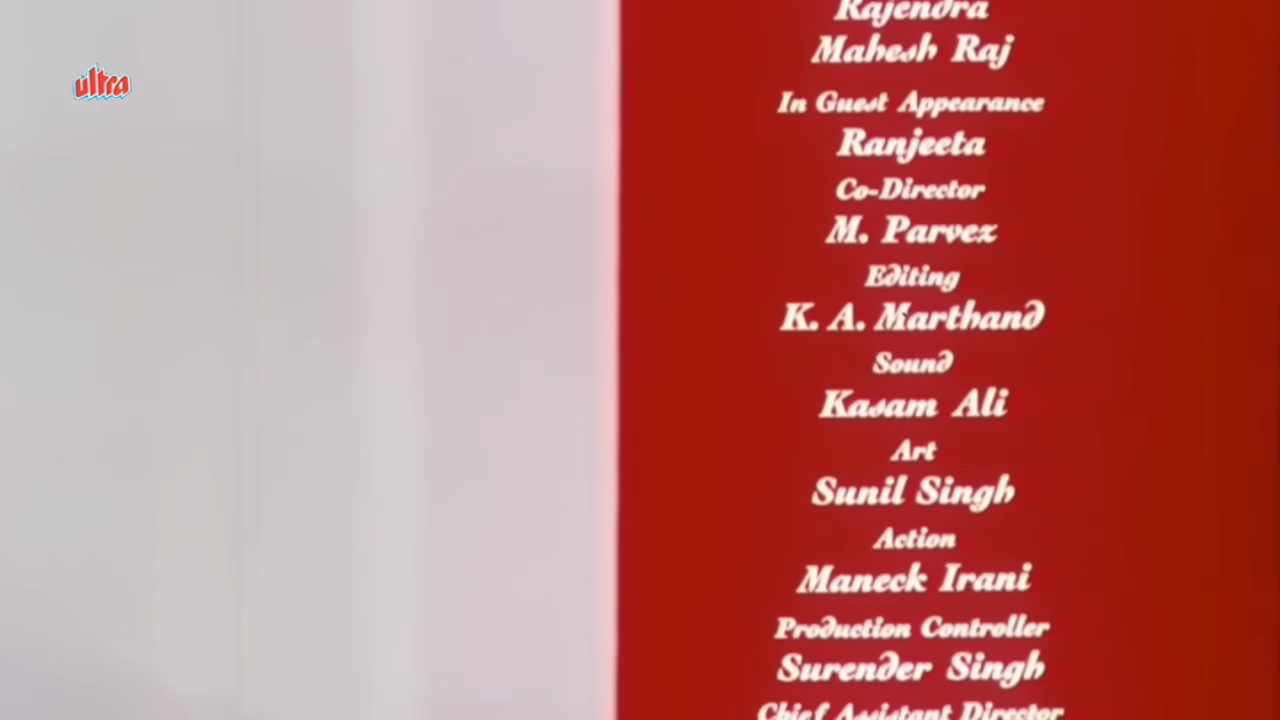 ultra
Rajendra
Mahesh Raj
In Guest Appearance
Ranjeeta
Co-Director
M. Parvez
Editing
K. A. Marthand
Sound
Kasam Ali
Art
Sunil Singh
Action
Maneck Irani
Production Controller
Surender Singh
Chief Assistant Director